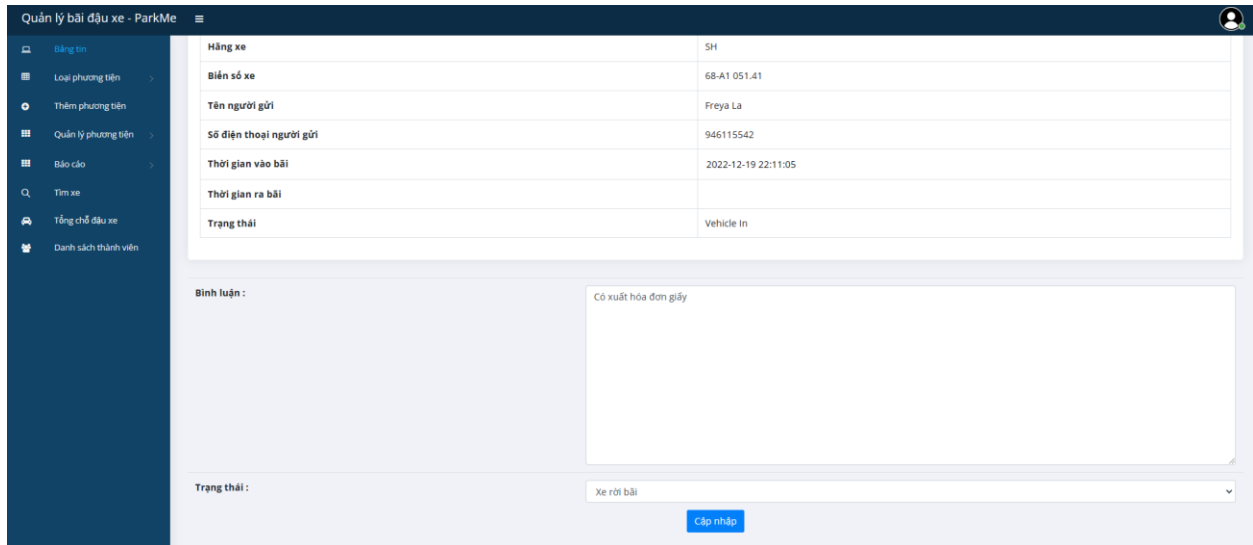 Quản lý bãi đậu xe - ParkMe
Bảng tin
Loại phương tiện
Thêm phương tiện
Quản lý phương tiện
Báo cáo
Tìm xe
Tổng chỗ đậu xe
Danh sách thành viên
Hãng xe SH
Biển số xe 68-A1 051.41
Tên người gửi Freya La
Số điện thoại người gửi 946115542
Thời gian vào bãi 2022-12-19 22:11:05
Thời gian ra bãi
Trạng thái Vehicle In
Bình luận : Có xuất hóa đơn giấy
Trạng thái : Xe rời bãi
Cập nhập